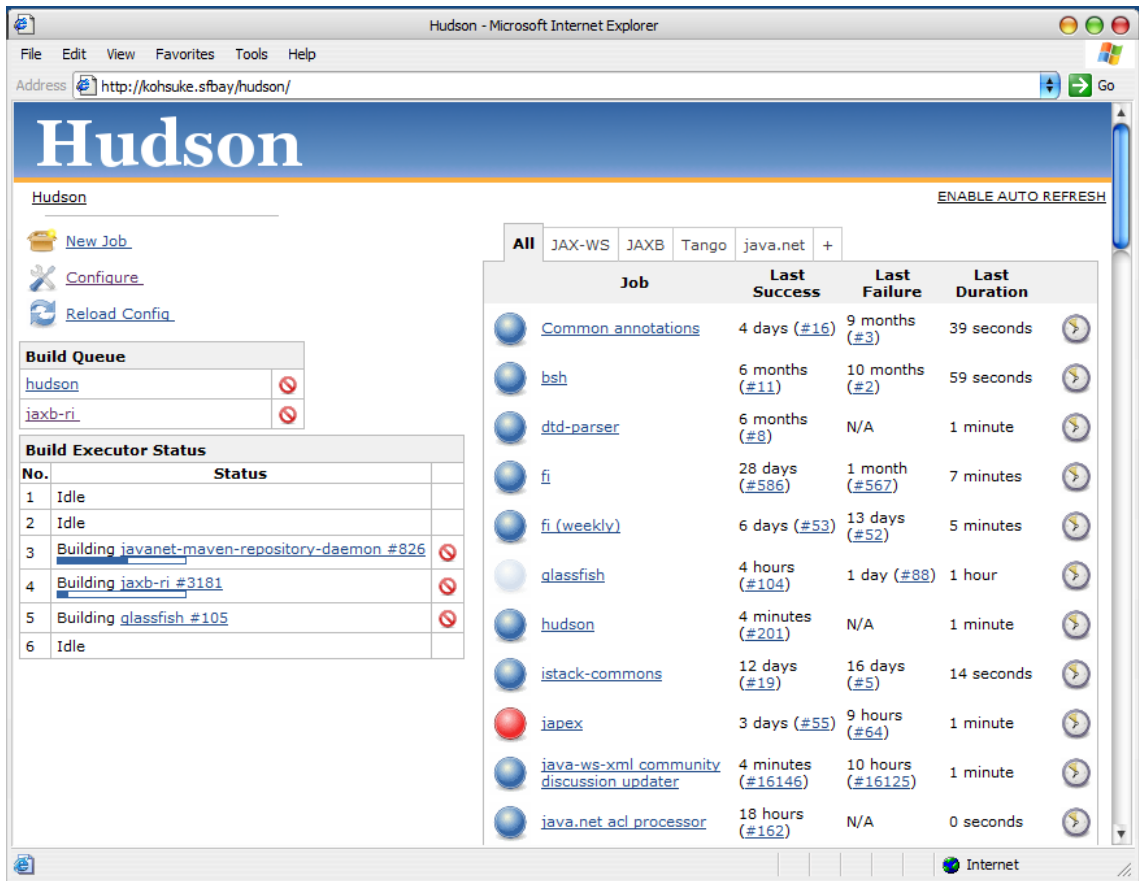 Hudson - Microsoft Internet Explorer
File Edit View Favorites Tools Help
Address http://kohsuke.sfbay/hudson/ Go
Hudson
Hudson
ENABLE AUTO REFRESH
New Job
Configure
Reload Config
Build Queue
hudson
jaxb-ri
Build Executor Status
No. Status
1 Idle
2 Idle
3 Building javanet-maven-repository-daemon #826
4 Building jaxb-ri #3181
5 Building glassfish #105
6 Idle
All JAX-WS JAXB Tango java.net +
Job Last Success Last Failure Last Duration
Common annotations 4 days (#16) 9 months (#3) 39 seconds
bsh 6 months (#11) 10 months (#2) 59 seconds
dtd-parser 6 months (#8) N/A 1 minute
fi 28 days (#586) 1 month (#567) 7 minutes
fi (weekly) 6 days (#53) 13 days (#52) 5 minutes
glassfish 4 hours (#104) 1 day (#88) 1 hour
hudson 4 minutes (#201) N/A 1 minute
istack-commons 12 days (#19) 16 days (#5) 14 seconds
japex 3 days (#55) 9 hours (#64) 1 minute
java-ws-xml community discussion updater 4 minutes (#16146) 10 hours (#16125) 1 minute
java.net acl processor 18 hours (#162) N/A 0 seconds
Internet